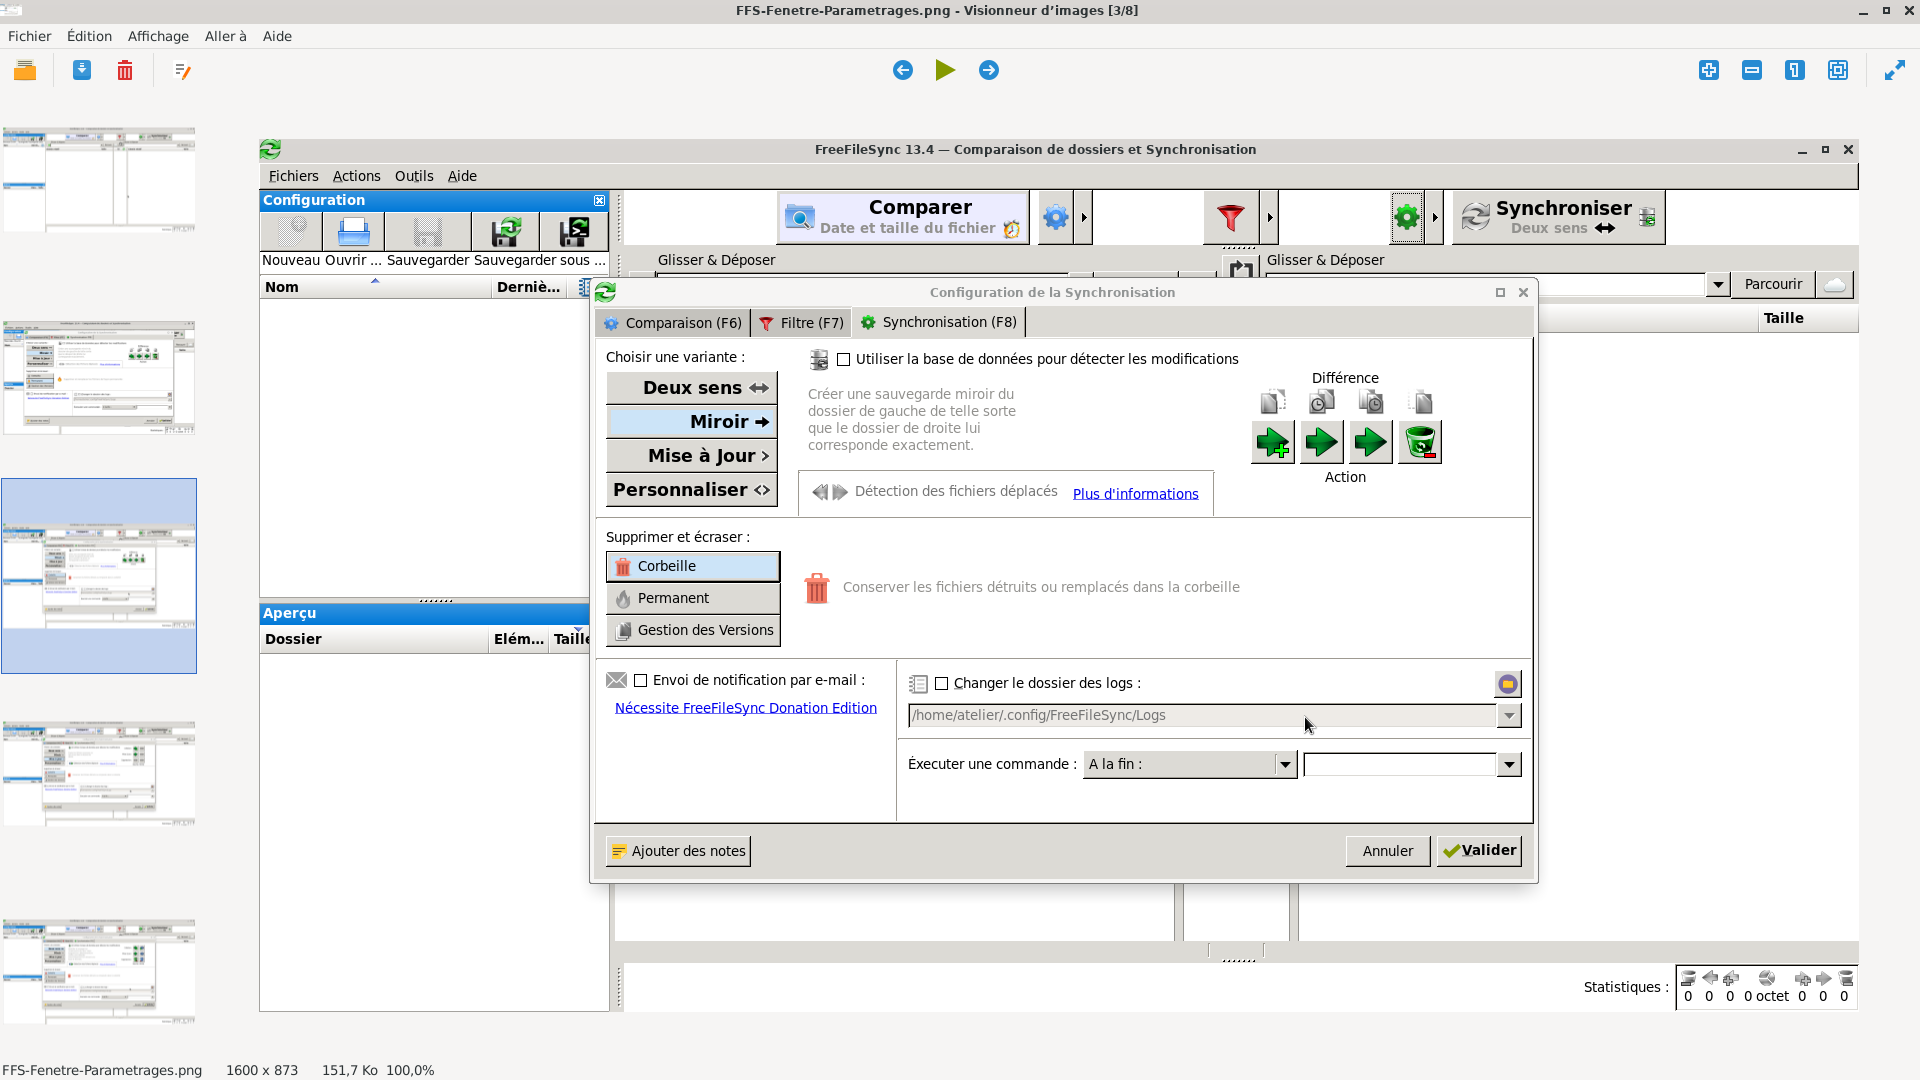 FFS-Fenetre-Parametrages.png - Visionneur d’images [3/8]
Fichier Édition Affichage Aller à Aide
FreeFileSync 13.4 — Comparaison de dossiers et Synchronisation
Fichiers Actions Outils Aide
Configuration
Comparer
Date et taille du fichier
Synchroniser
Deux sens
Nouveau Ouvrir ... Sauvegarder Sauvegarder sous ...
Glisser & Déposer
Glisser & Déposer
Nom Derniè...
Parcourir
Taille
Configuration de la Synchronisation
Comparaison (F6) Filtre (F7) Synchronisation (F8)
Choisir une variante :
Utiliser la base de données pour détecter les modifications
Deux sens
Miroir
Mise à Jour
Personnaliser
Créer une sauvegarde miroir du
dossier de gauche de telle sorte
que le dossier de droite lui
corresponde exactement.
Différence
Action
Détection des fichiers déplacés Plus d'informations
Supprimer et écraser :
Corbeille
Permanent
Gestion des Versions
Conserver les fichiers détruits ou remplacés dans la corbeille
Aperçu
Dossier Elém... Taille
Envoi de notification par e-mail :
Nécessite FreeFileSync Donation Edition
Changer le dossier des logs :
/home/atelier/.config/FreeFileSync/Logs
Éxecuter une commande : A la fin :
Ajouter des notes
Annuler
Valider
Statistiques :
0 0 0 0 octet 0 0 0
FFS-Fenetre-Parametrages.png 1600 x 873 151,7 Ko 100,0%